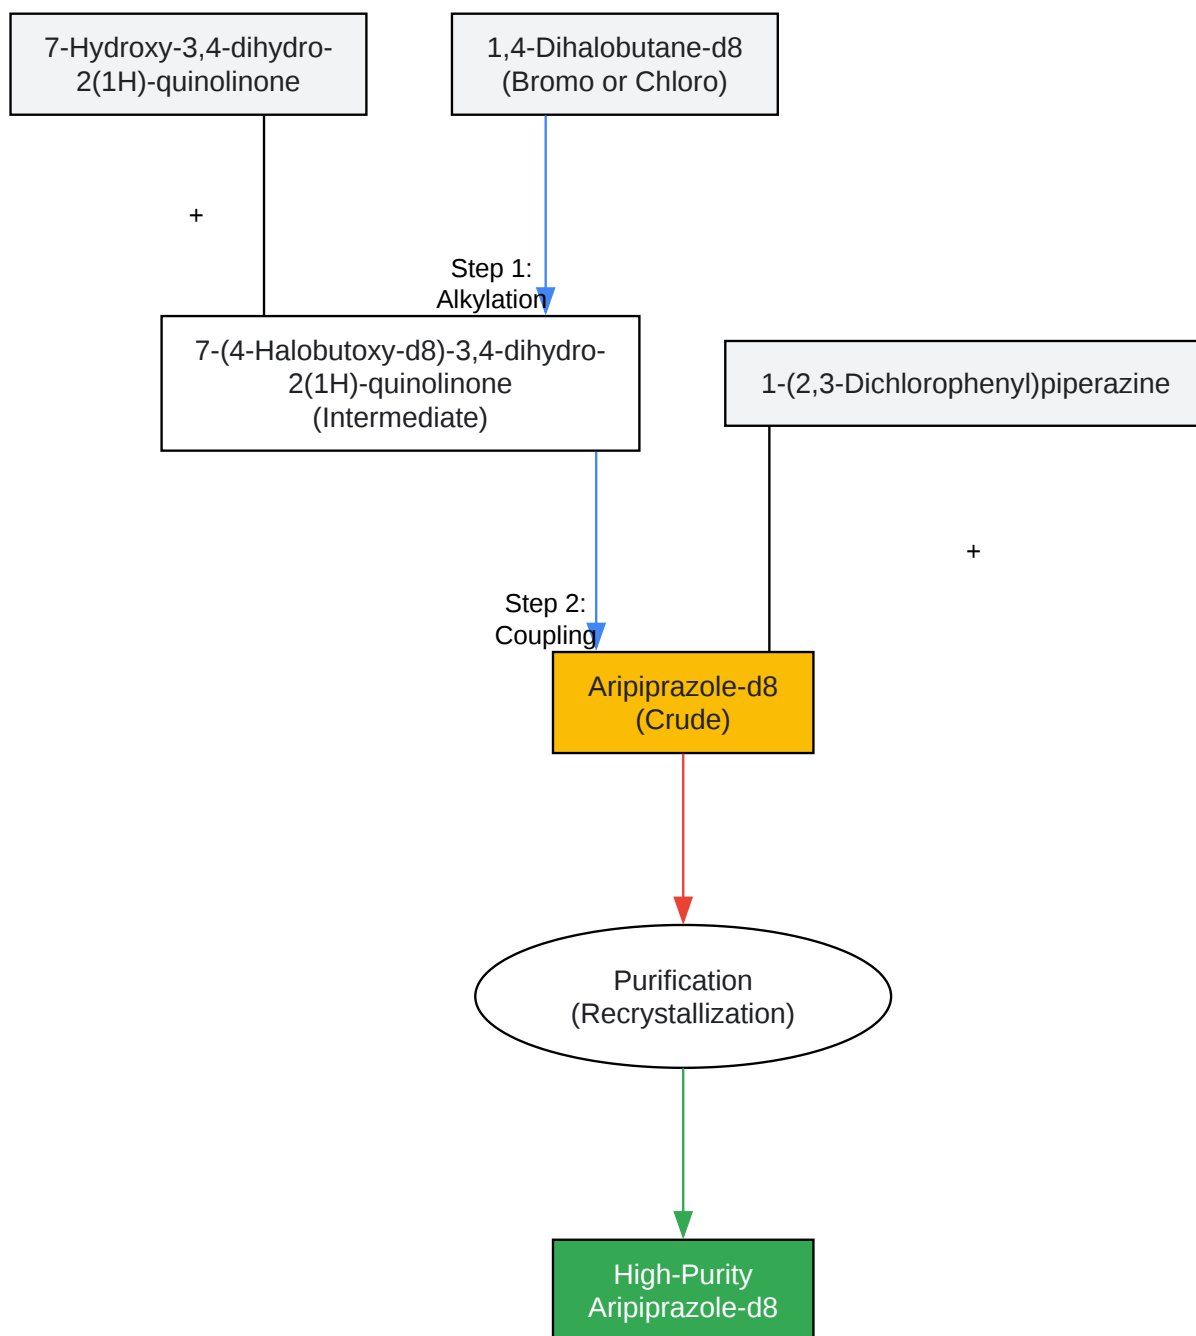 7-Hydroxy-3,4-dihydro-
2(1H)-quinolinone
1,4-Dihalobutane-d8
(Bromo or Chloro)
+
Step 1:
Alkylation
7-(4-Halobutoxy-d8)-3,4-dihydro-
2(1H)-quinolinone
(Intermediate)
1-(2,3-Dichlorophenyl)piperazine
+
Step 2:
Coupling
Aripiprazole-d8
(Crude)
Purification
(Recrystallization)
High-Purity
Aripiprazole-d8